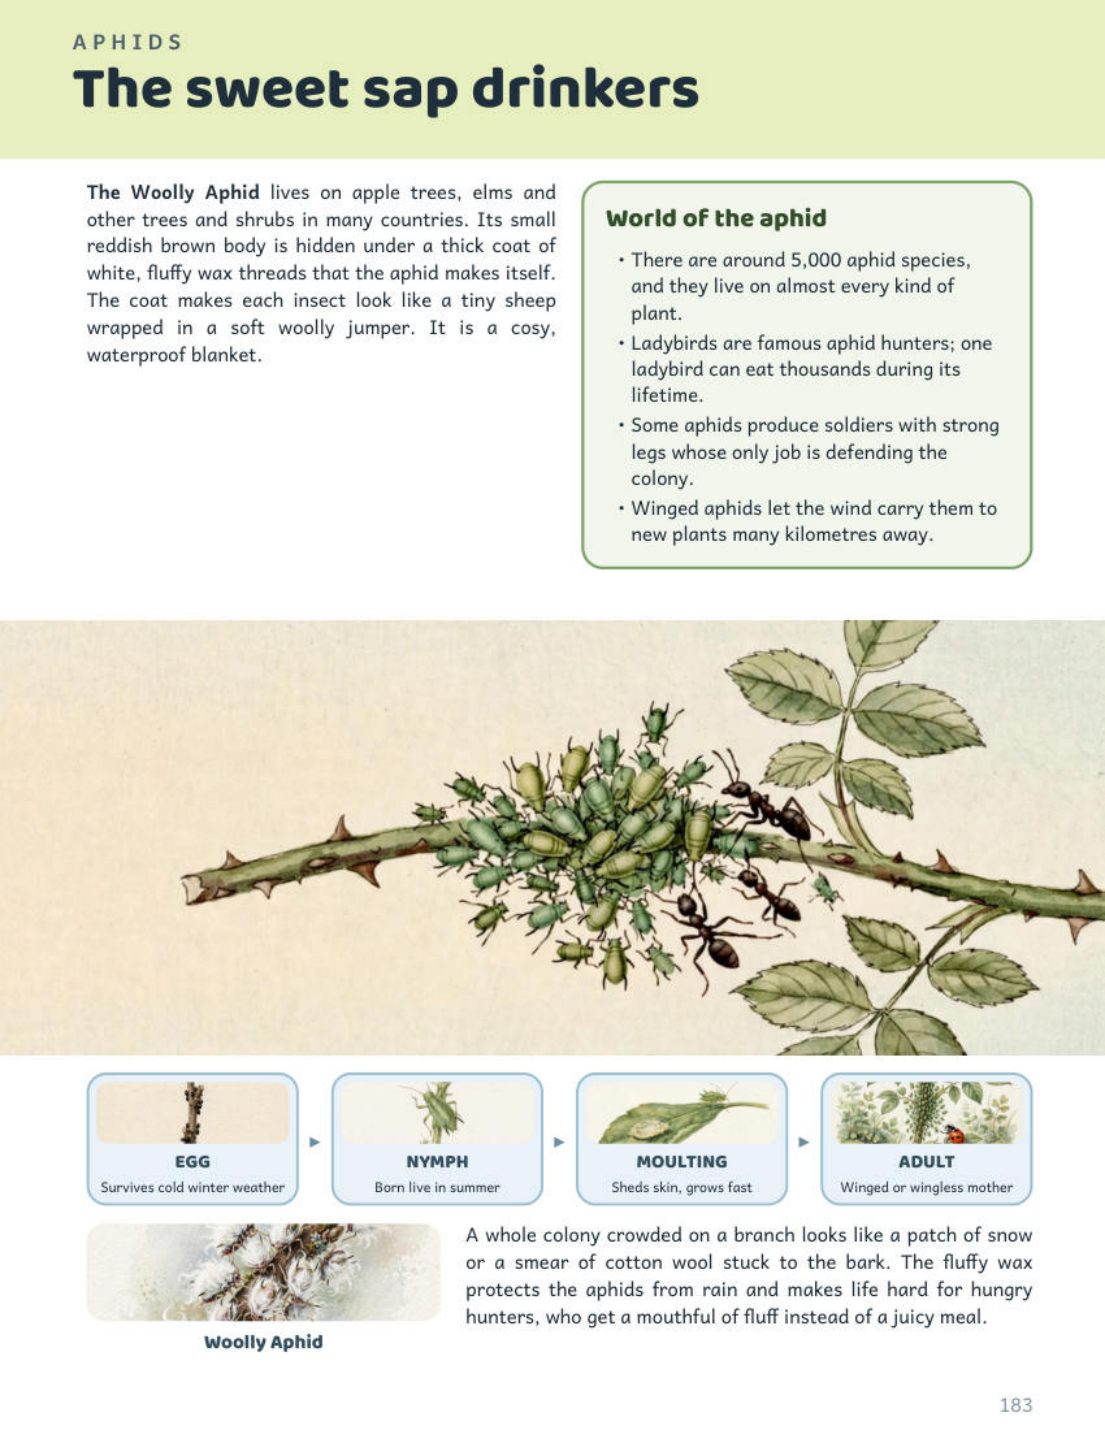 APHIDS
The sweet sap drinkers
The Woolly Aphid lives on apple trees, elms and
other trees and shrubs in many countries. Its small
reddish brown body is hidden under a thick coat of
white, fluffy wax threads that the aphid makes itself.
The coat makes each insect look like a tiny sheep
wrapped in a soft woolly jumper. It is a cosy,
waterproof blanket.
World of the aphid
• There are around 5,000 aphid species,
and they live on almost every kind of
plant.
• Ladybirds are famous aphid hunters; one
ladybird can eat thousands during its
lifetime.
• Some aphids produce soldiers with strong
legs whose only job is defending the
colony.
• Winged aphids let the wind carry them to
new plants many kilometres away.
EGG
Survives cold winter weather
NYMPH
Born live in summer
MOULTING
Sheds skin, grows fast
ADULT
Winged or wingless mother
Woolly Aphid
A whole colony crowded on a branch looks like a patch of snow
or a smear of cotton wool stuck to the bark. The fluffy wax
protects the aphids from rain and makes life hard for hungry
hunters, who get a mouthful of fluff instead of a juicy meal.
183